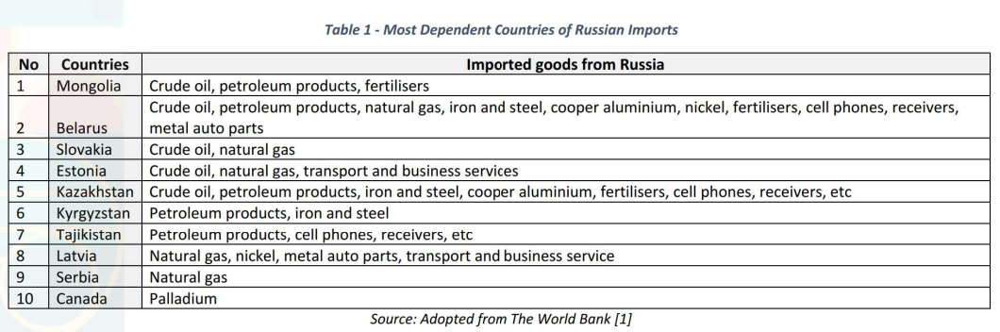 Table 1 - Most Dependent Countries of Russian Imports
No Countries Imported goods from Russia
1 Mongolia Crude oil, petroleum products, fertilisers
2 Belarus Crude oil, petroleum products, natural gas, iron and steel, cooper aluminium, nickel, fertilisers, cell phones, receivers,
metal auto parts
3 Slovakia Crude oil, natural gas
4 Estonia Crude oil, natural gas, transport and business services
5 Kazakhstan Crude oil, petroleum products, iron and steel, cooper aluminium, fertilisers, cell phones, receivers, etc
6 Kyrgyzstan Petroleum products, iron and steel
7 Tajikistan Petroleum products, cell phones, receivers, etc
8 Latvia Natural gas, nickel, metal auto parts, transport and business service
9 Serbia Natural gas
10 Canada Palladium
Source: Adopted from The World Bank [1]